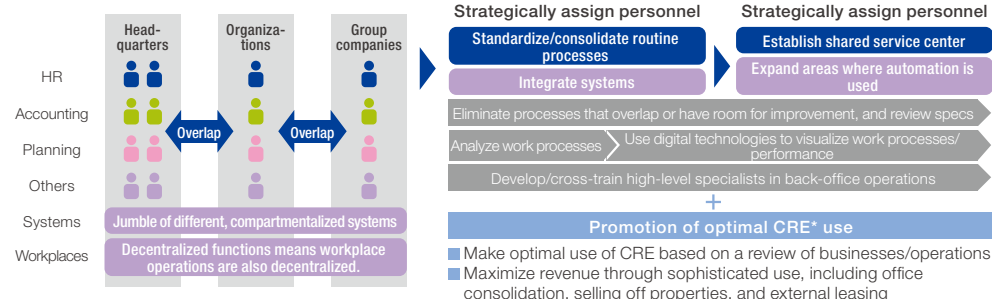 Head-
quarters
Organiza-
tions
Group
companies
HR
Accounting
Planning
Others
Systems
Workplaces
Overlap
Overlap
Jumble of different, compartmentalized systems
Decentralized functions means workplace
operations are also decentralized.
Strategically assign personnel
Standardize/consolidate routine
processes
Integrate systems
Strategically assign personnel
Establish shared service center
Expand areas where automation is
used
Eliminate processes that overlap or have room for improvement, and review specs
Analyze work processes
Use digital technologies to visualize work processes/
performance
Develop/cross-train high-level specialists in back-office operations
+
Promotion of optimal CRE* use
Make optimal use of CRE based on a review of businesses/operations
Maximize revenue through sophisticated use, including office
consolidation, selling off properties, and external leasing